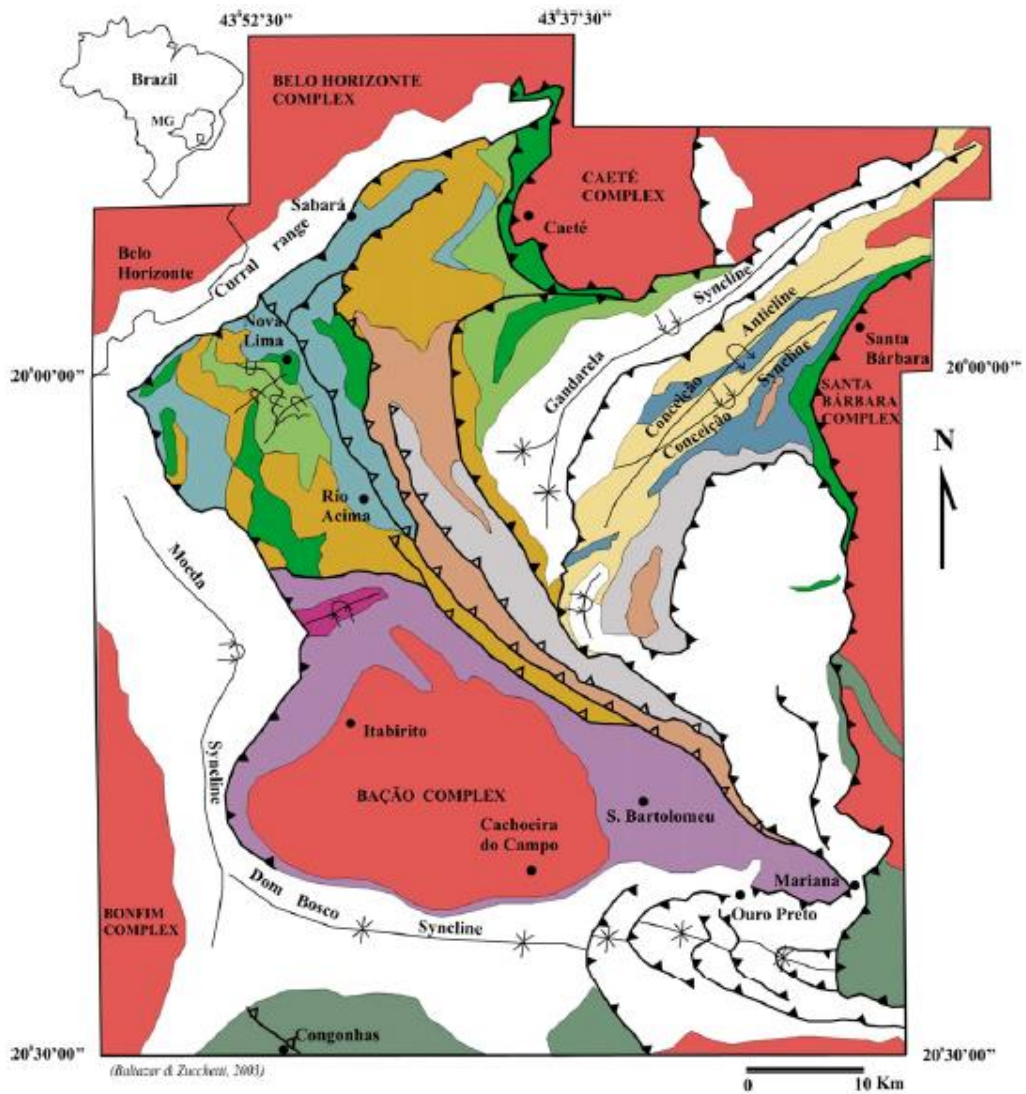 43°52'30''
43°37'30''
Brazil
MG
BELO HORIZONTE
COMPLEX
CAETÉ
COMPLEX
Sabará
Caeté
Belo
Horizonte
Curral range
Nova
Lima
Syncline
Gandarela
Anticline
Conceição
Syncline
Conceição
Santa
Bárbara
20°00'00''
20°00'00''
SANTA
BÁRBARA
COMPLEX
N
Rio
Acima
Moeda
Syncline
Itabirito
BAÇÃO COMPLEX
S. Bartolomeu
Cachoeira
do Campo
Mariana
Dom Bosco Syncline
Ouro Preto
BONFIM
COMPLEX
Congonhas
20°30'00''
20°30'00''
(Baltazar & Zucchetti, 2005)
0 10 Km